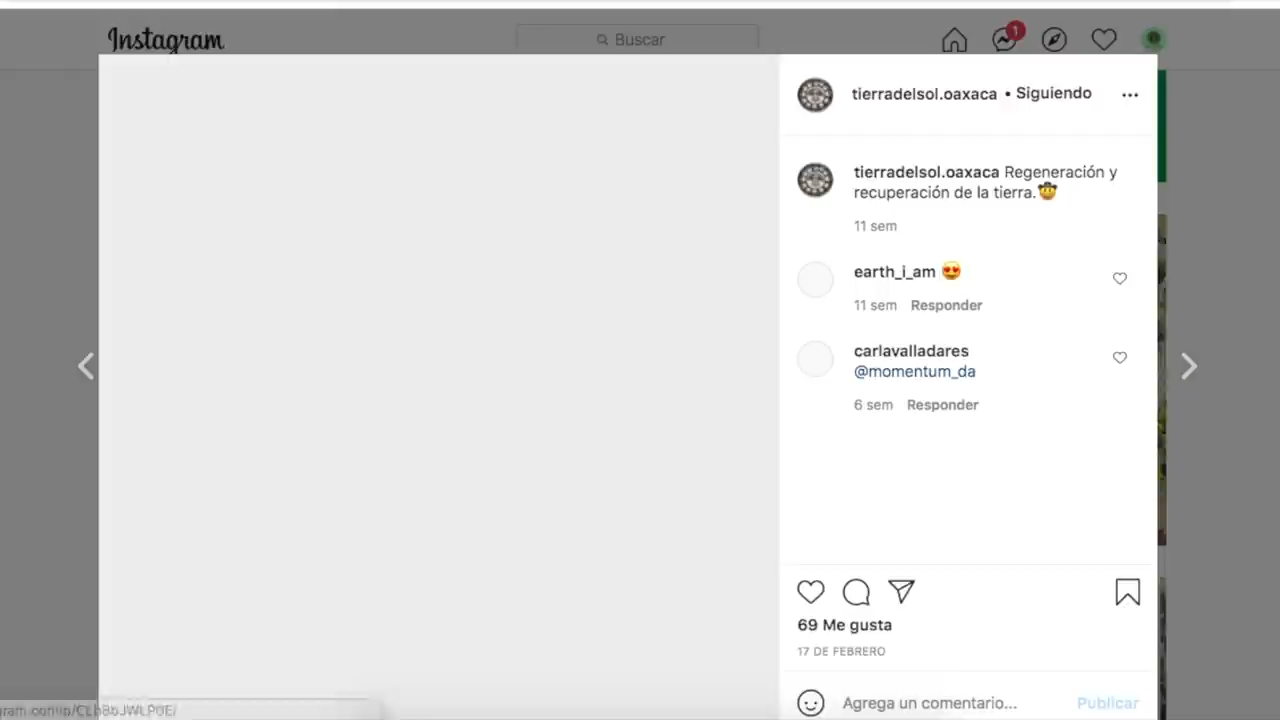 Instagram
Buscar
1
tierradelsol.oaxaca • Siguiendo
tierradelsol.oaxaca Regeneración y
recuperación de la tierra.🤠
11 sem
earth_i_am 😍
11 sem Responder
carlavalladares
@momentum_da
6 sem Responder
69 Me gusta
17 DE FEBRERO
Agrega un comentario... Publicar